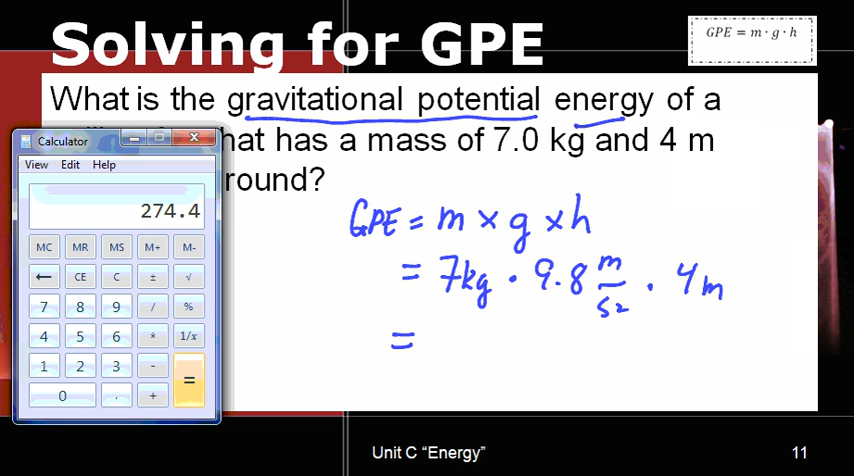 Solving for GPE
GPE = m · g · h
What is the gravitational potential energy of a
hat has a mass of 7.0 kg and 4 m
round?
Calculator
View Edit Help
274.4
MC MR MS M+ M-
← CE C ± √
7 8 9 / %
4 5 6 * 1/x
1 2 3 - =
0 . +
GPE = m × g × h
= 7kg · 9.8 m/s2 · 4m
=
Unit C “Energy”
11